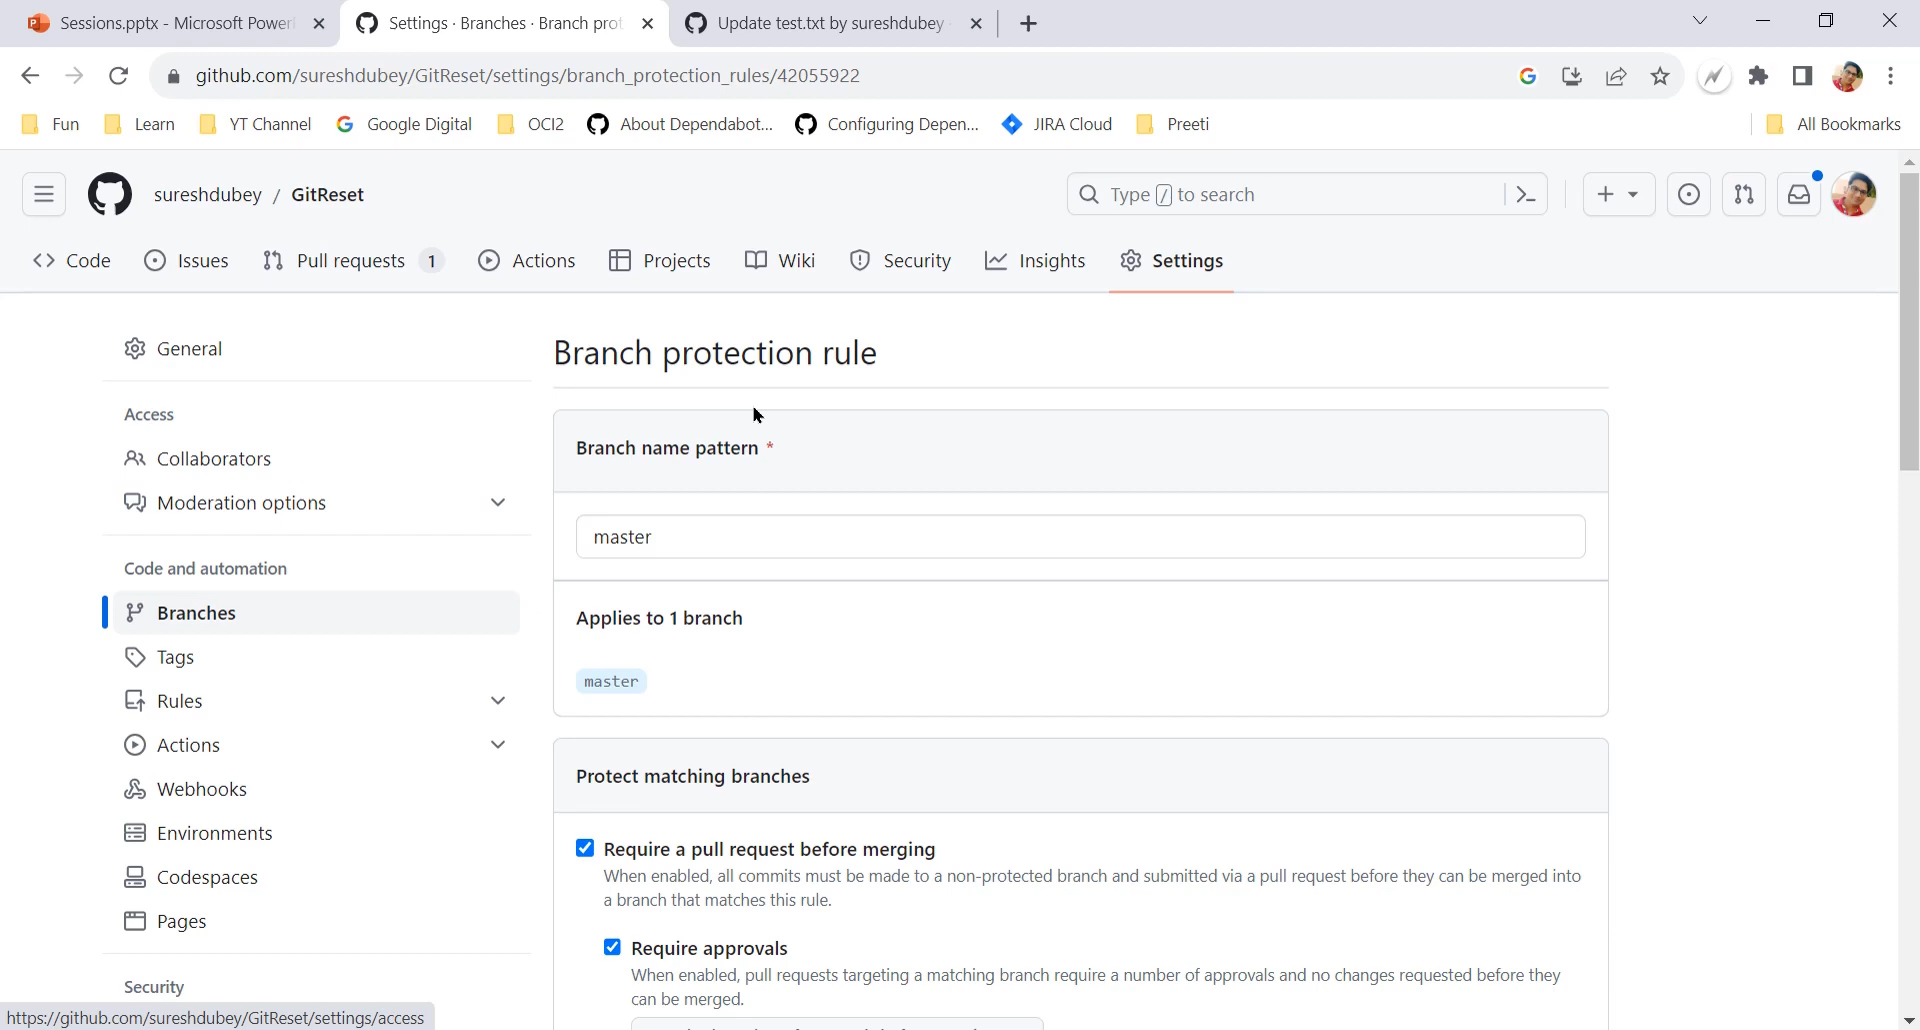 Sessions.pptx - Microsoft Power
Settings · Branches · Branch prot
Update test.txt by sureshdubey
github.com/sureshdubey/GitReset/settings/branch_protection_rules/42055922
Fun
Learn
YT Channel
Google Digital
OCI2
About Dependabot...
Configuring Depen...
JIRA Cloud
Preeti
All Bookmarks
sureshdubey / GitReset
Type / to search
Code
Issues
Pull requests 1
Actions
Projects
Wiki
Security
Insights
Settings
General
Access
Collaborators
Moderation options
Code and automation
Branches
Tags
Rules
Actions
Webhooks
Environments
Codespaces
Pages
Security
Branch protection rule
Branch name pattern *
master
Applies to 1 branch
master
Protect matching branches
Require a pull request before merging
When enabled, all commits must be made to a non-protected branch and submitted via a pull request before they can be merged into
a branch that matches this rule.
Require approvals
When enabled, pull requests targeting a matching branch require a number of approvals and no changes requested before they
can be merged.
https://github.com/sureshdubey/GitReset/settings/access